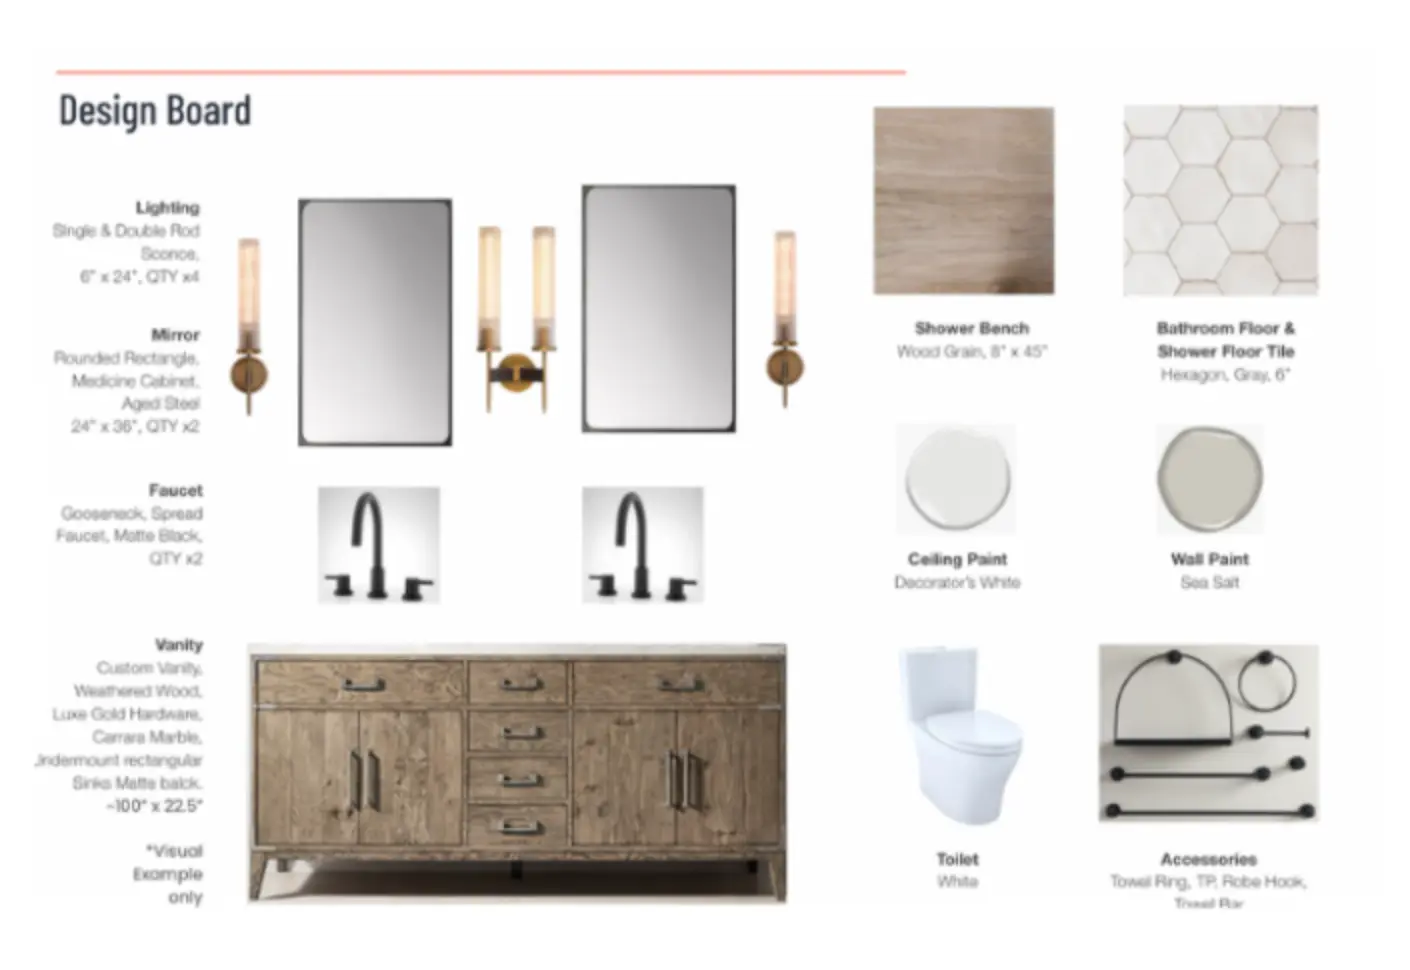 Design Board
Lighting
Single & Double Rod
Sconce,
6" x 24", QTY x4
Mirror
Rounded Rectangle,
Medicine Cabinet,
Aged Steel
24" x 36", QTY x2
Faucet
Gooseneck, Spread
Faucet, Matte Black,
QTY x2
Vanity
Custom Vanity,
Weathered Wood,
Luxe Gold Hardware,
Carrara Marble,
Undermount rectangular
Sinks Matte balck.
~100" x 22.5"
*Visual
Example
only
Shower Bench
Wood Grain, 8" x 45"
Bathroom Floor &
Shower Floor Tile
Hexagon, Gray, 6"
Ceiling Paint
Decorator's White
Wall Paint
Sea Salt
Toilet
White
Accessories
Towel Ring, TP, Robe Hook,
Towel Bar